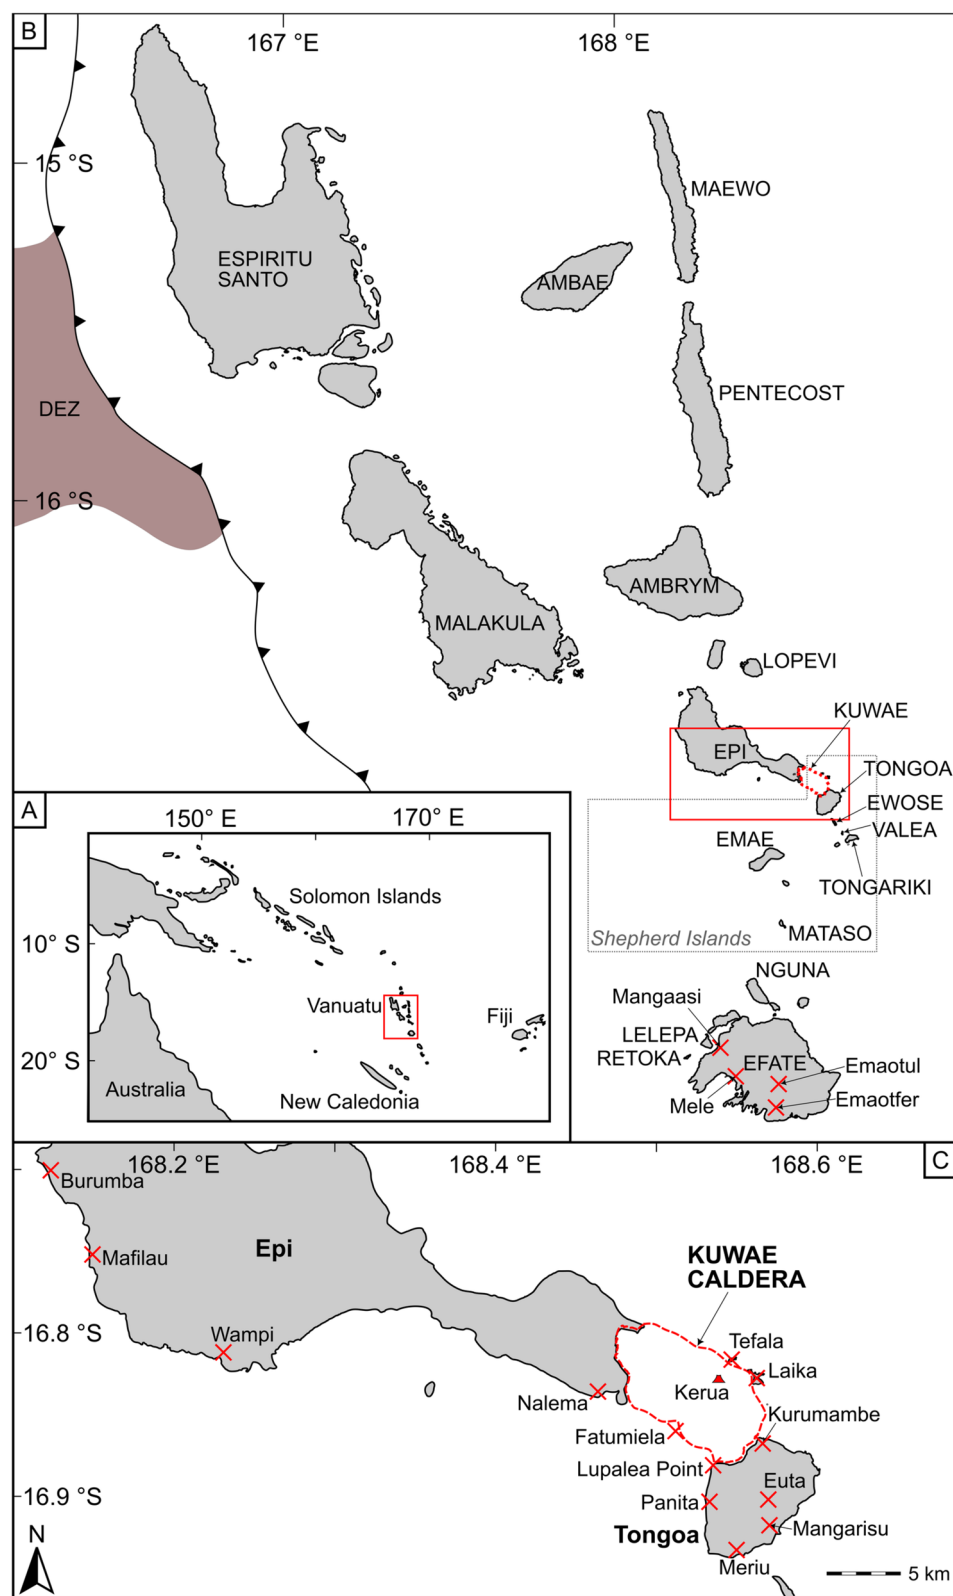 B
167 °E
168 °E
15 °S
MAEWO
ESPIRITU
SANTO
AMBAE
PENTECOST
DEZ
16 °S
AMBRYM
MALAKULA
LOPEVI
KUWAE
EPI
TONGOA
EWOSE
VALEA
EMAE
TONGARIKI
MATASO
Shepherd Islands
NGUNA
Mangaasi
LELEPA
RETOKA
EFATE
Emaotul
Mele
Emaotfer
A
150° E
170° E
Solomon Islands
10° S
Vanuatu
Fiji
20° S
Australia
New Caledonia
168.2 °E
168.4 °E
168.6 °E
C
Burumba
Epi
Mafilau
KUWAE
CALDERA
16.8 °S
Wampi
Tefala
Laika
Kerua
Nalema
Kurumambe
Fatumiela
Lupalea Point
Euta
16.9 °S
Panita
Mangarisu
Tongoa
N
Meriu
5 km